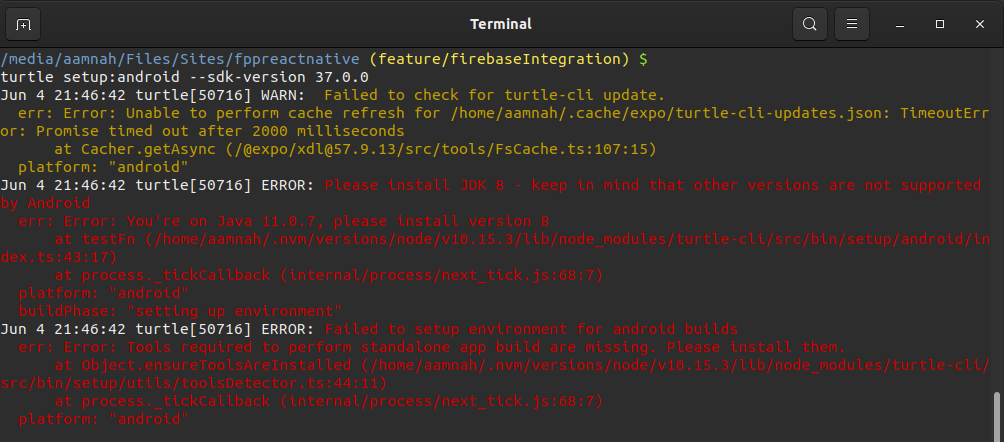 Terminal
/media/aamnah/Files/Sites/fppreactnative (feature/firebaseIntegration) $
turtle setup:android --sdk-version 37.0.0
Jun 4 21:46:42 turtle[50716] WARN:  Failed to check for turtle-cli update.
  err: Error: Unable to perform cache refresh for /home/aamnah/.cache/expo/turtle-cli-updates.json: TimeoutErr
or: Promise timed out after 2000 milliseconds
      at Cacher.getAsync (/@expo/xdl@57.9.13/src/tools/FsCache.ts:107:15)
  platform: "android"
Jun 4 21:46:42 turtle[50716] ERROR: Please install JDK 8 - keep in mind that other versions are not supported
by Android
  err: Error: You're on Java 11.0.7, please install version 8
      at testFn (/home/aamnah/.nvm/versions/node/v10.15.3/lib/node_modules/turtle-cli/src/bin/setup/android/in
dex.ts:43:17)
      at process._tickCallback (internal/process/next_tick.js:68:7)
  platform: "android"
  buildPhase: "setting up environment"
Jun 4 21:46:42 turtle[50716] ERROR: Failed to setup environment for android builds
  err: Error: Tools required to perform standalone app build are missing. Please install them.
      at Object.ensureToolsAreInstalled (/home/aamnah/.nvm/versions/node/v10.15.3/lib/node_modules/turtle-cli/
src/bin/setup/utils/toolsDetector.ts:44:11)
      at process._tickCallback (internal/process/next_tick.js:68:7)
  platform: "android"